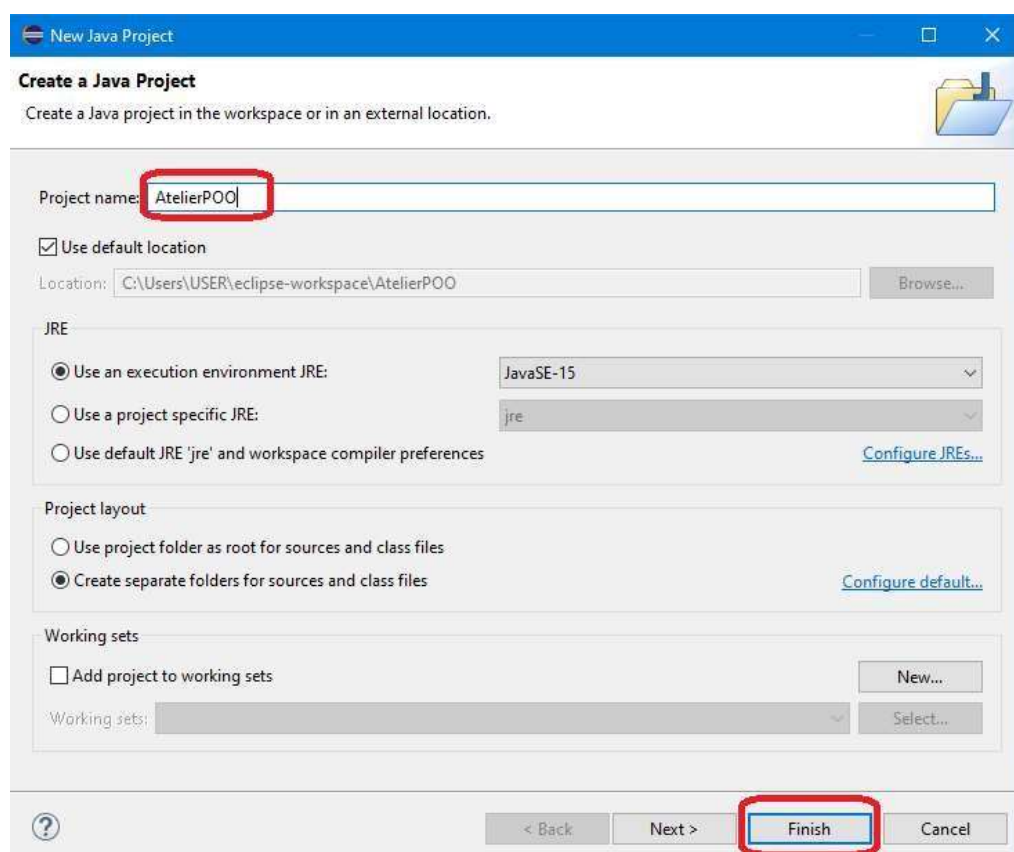 New Java Project
Create a Java Project
Create a Java project in the workspace or in an external location.
Project name: AtelierPOO
Use default location
Location: C:\Users\USER\eclipse-workspace\AtelierPOO Browse...
JRE
Use an execution environment JRE: JavaSE-15
Use a project specific JRE: jre
Use default JRE 'jre' and workspace compiler preferences Configure JREs...
Project layout
Use project folder as root for sources and class files
Create separate folders for sources and class files Configure default...
Working sets
Add project to working sets New...
Working sets: Select...
? < Back Next > Finish Cancel